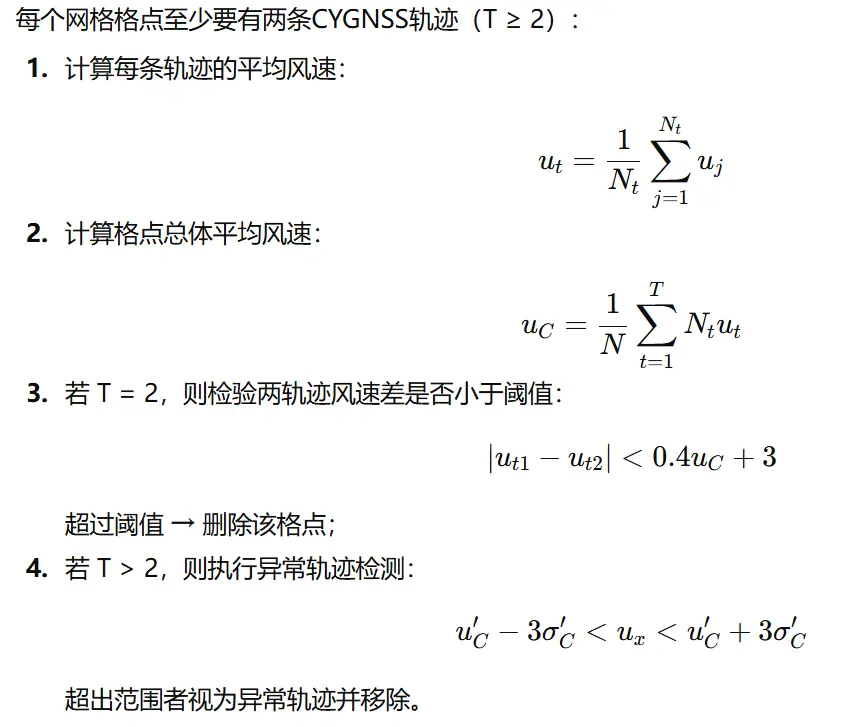 每个网格格点至少要有两条CYGNSS轨迹（T ≥ 2）:
1. 计算每条轨迹的平均风速:
u_t = \frac{1}{N_t} \sum_{j=1}^{N_t} u_j
2. 计算格点总体平均风速:
u_C = \frac{1}{N} \sum_{t=1}^{T} N_t u_t
3. 若 T = 2，则检验两轨迹风速差是否小于阈值:
|u_{t1} − u_{t2}| < 0.4u_C + 3
超过阈值 → 删除该格点;
4. 若 T > 2，则执行异常轨迹检测:
u′_C − 3σ′_C < u_x < u′_C + 3σ′_C
超出范围者视为异常轨迹并移除。